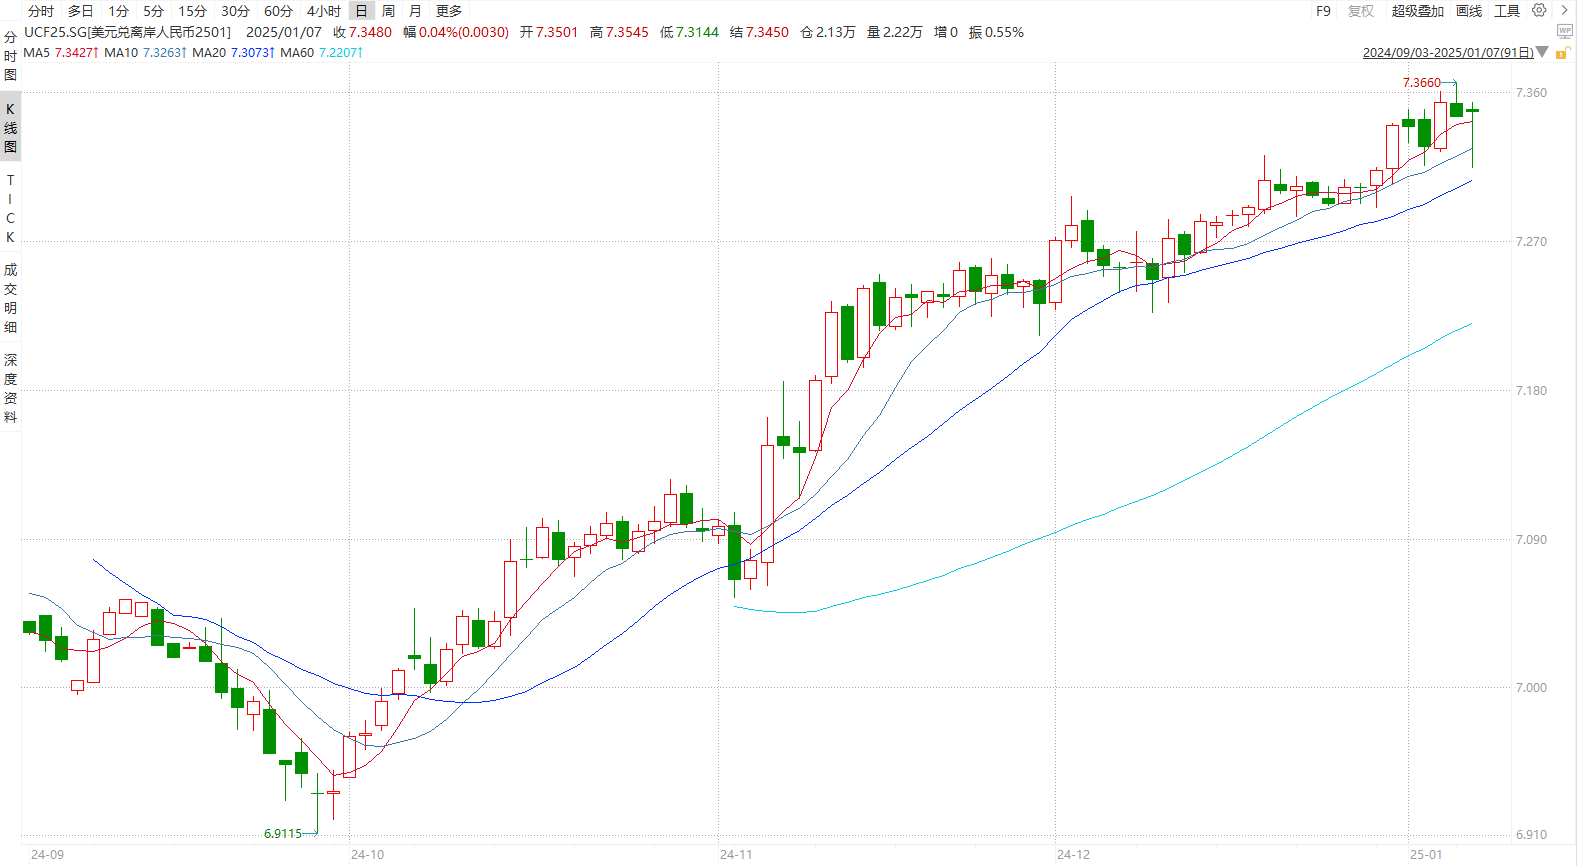 分时 多日 1分 5分 15分 30分 60分 4小时 日 周 月 更多 F9 复权 超级叠加 画线 工具
UCF25.SG[美元兑离岸人民币2501] 2025/01/07 收7.3480 幅0.04%(0.0030) 开7.3501 高7.3545 低7.3144 结7.3450 仓2.13万 量2.22万 增0 振0.55%
MA5 7.3427↑ MA10 7.3263↑ MA20 7.3073↑ MA60 7.2207↑
2024/09/03-2025/01/07(91日)
WP
分时图
K线图
TICK
成交明细
深度资料
7.3660
7.360
7.270
7.180
7.090
7.000
6.9115
6.910
24-09 24-10 24-11 24-12 25-01